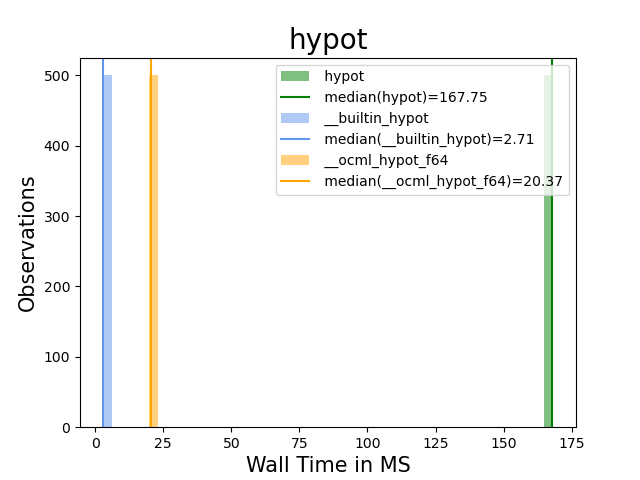 hypot
500
400
300
200
100
0
Observations
hypot
median(hypot)=167.75
__builtin_hypot
median(__builtin_hypot)=2.71
__ocml_hypot_f64
median(__ocml_hypot_f64)=20.37
0 25 50 75 100 125 150 175
Wall Time in MS